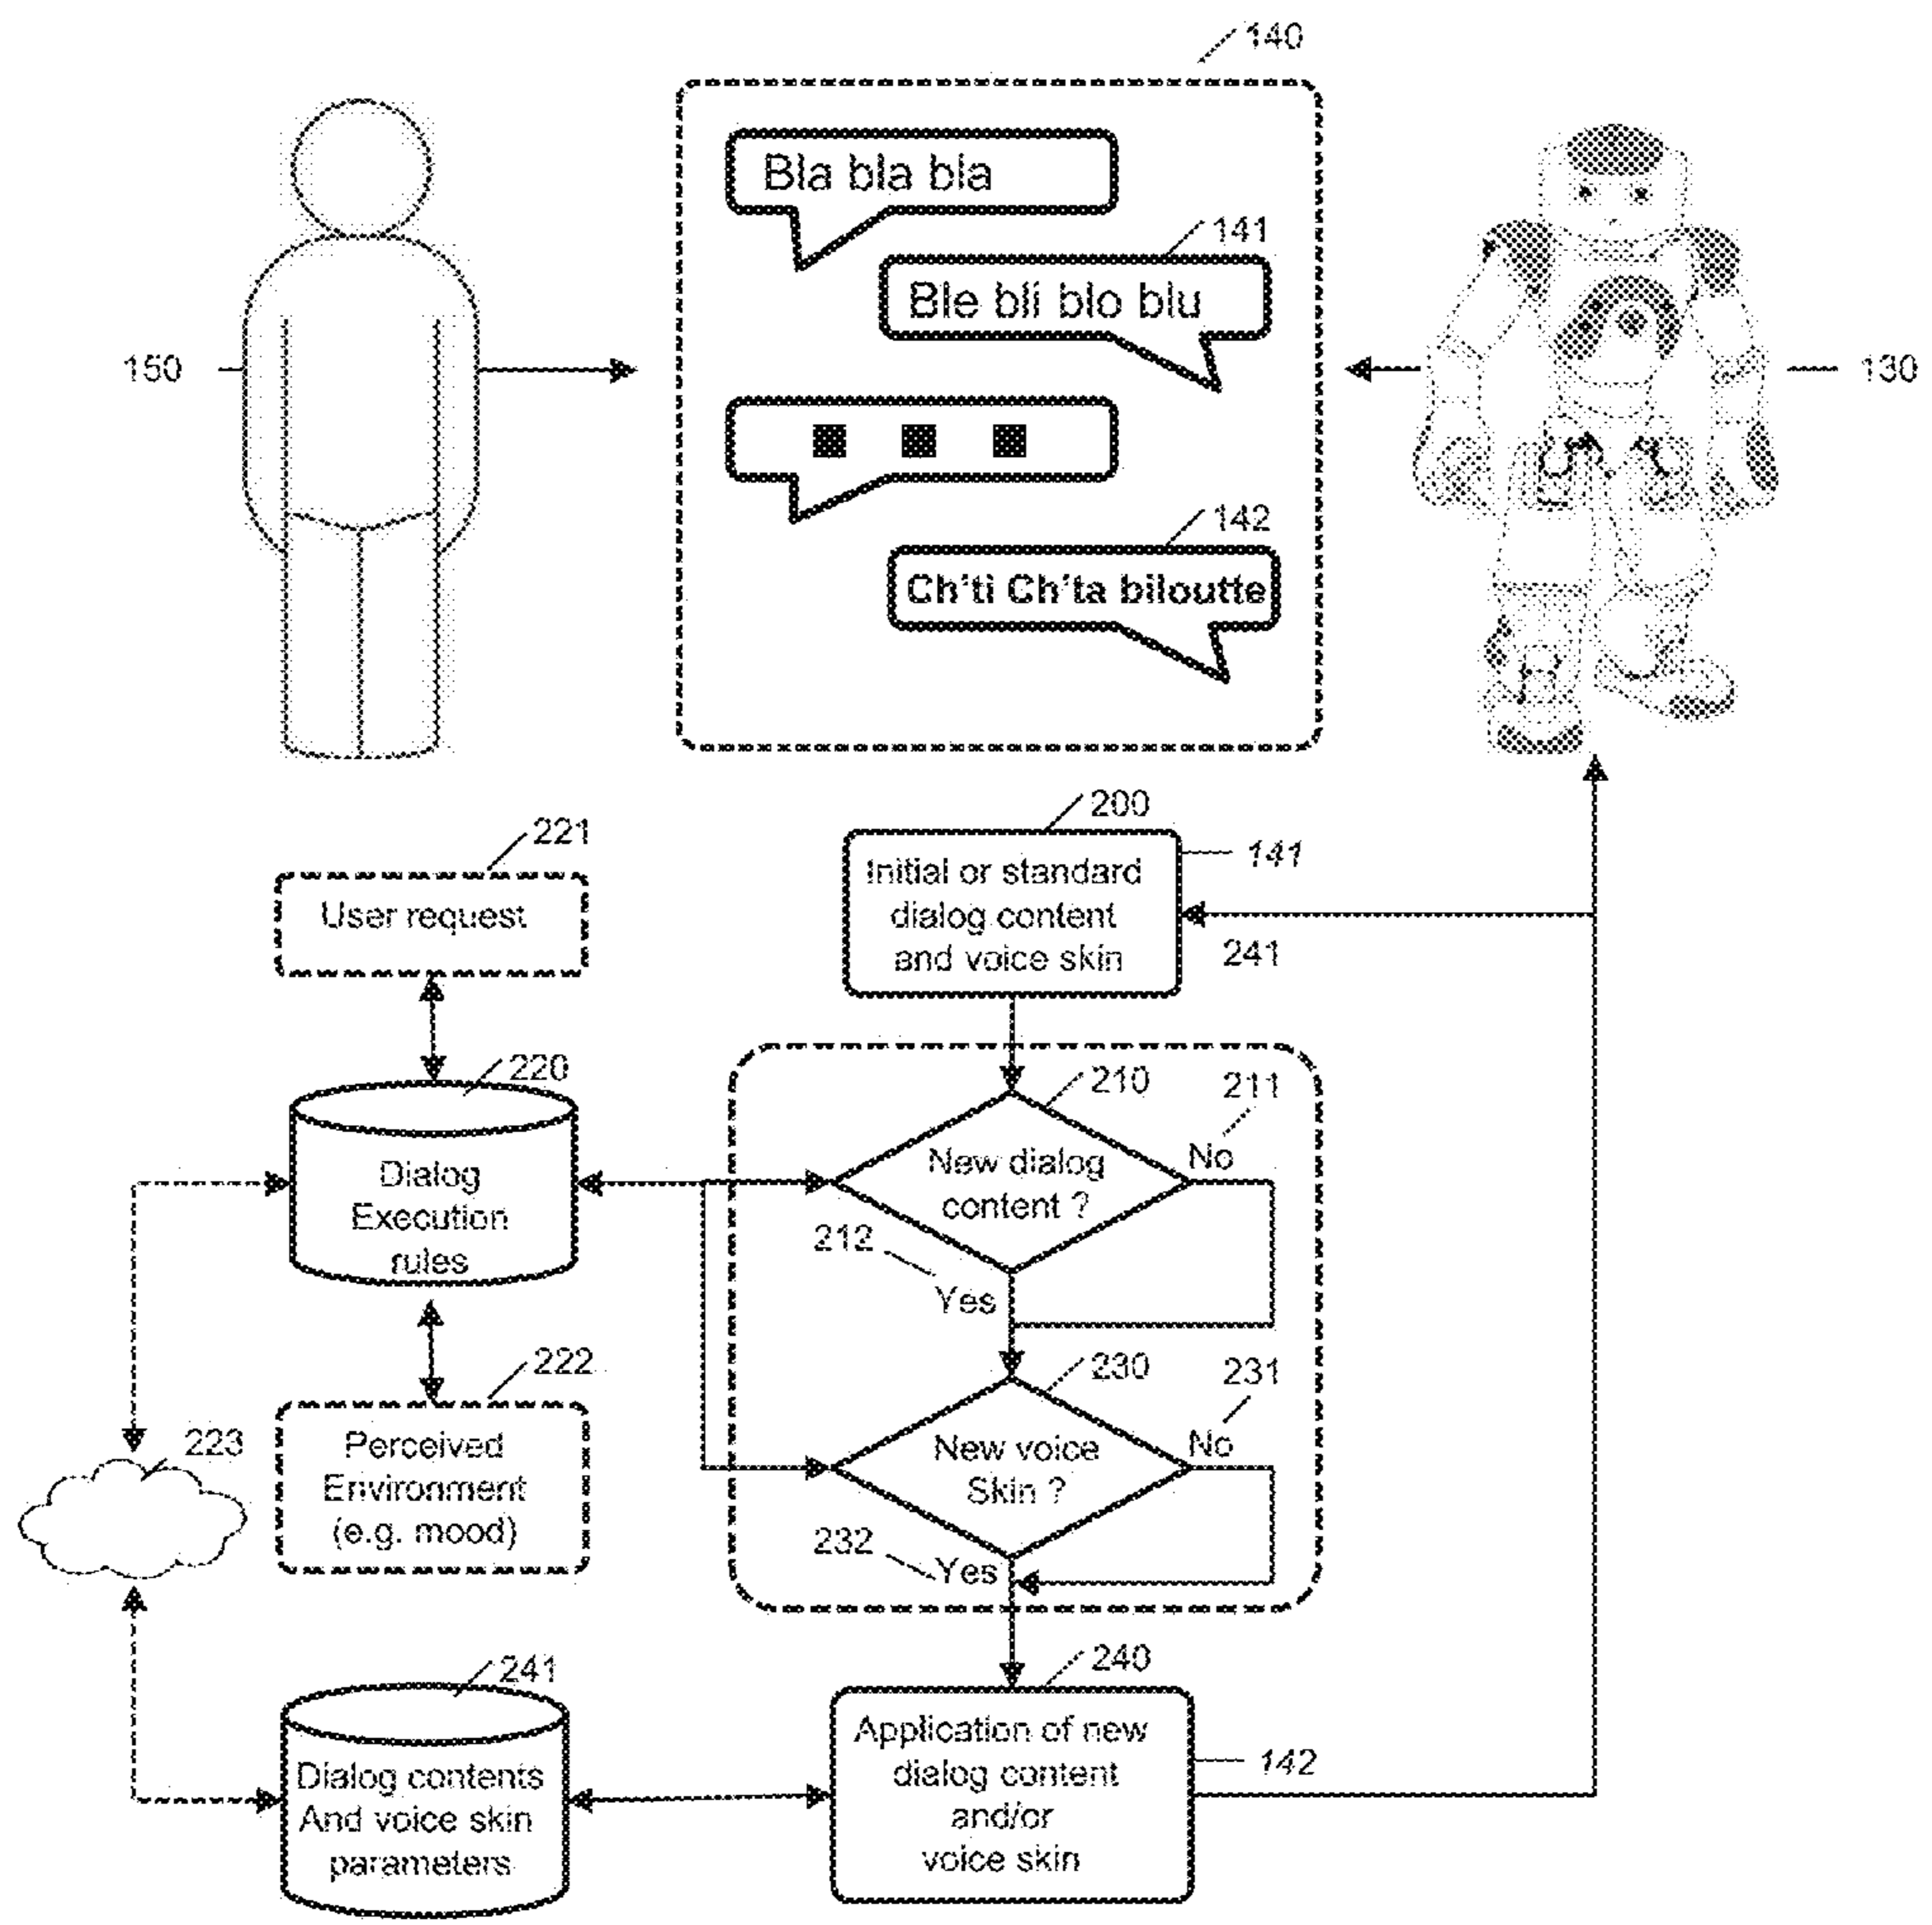 140
Bla bla bla
141
Ble bli blo blu
150
130
142
Ch'ti Ch'ta biloutte
200
221
Initial or standard
dialog content
and voice skin
141
User request
241
220
210
211
No
New dialog
content ?
Dialog
Execution
rules
212
Yes
222
230
231
No
223
Perceived
Environment
(e.g. mood)
New voice
Skin ?
232
Yes
241
240
Application of new
dialog content
and/or
voice skin
142
Dialog contents
And voice skin
parameters